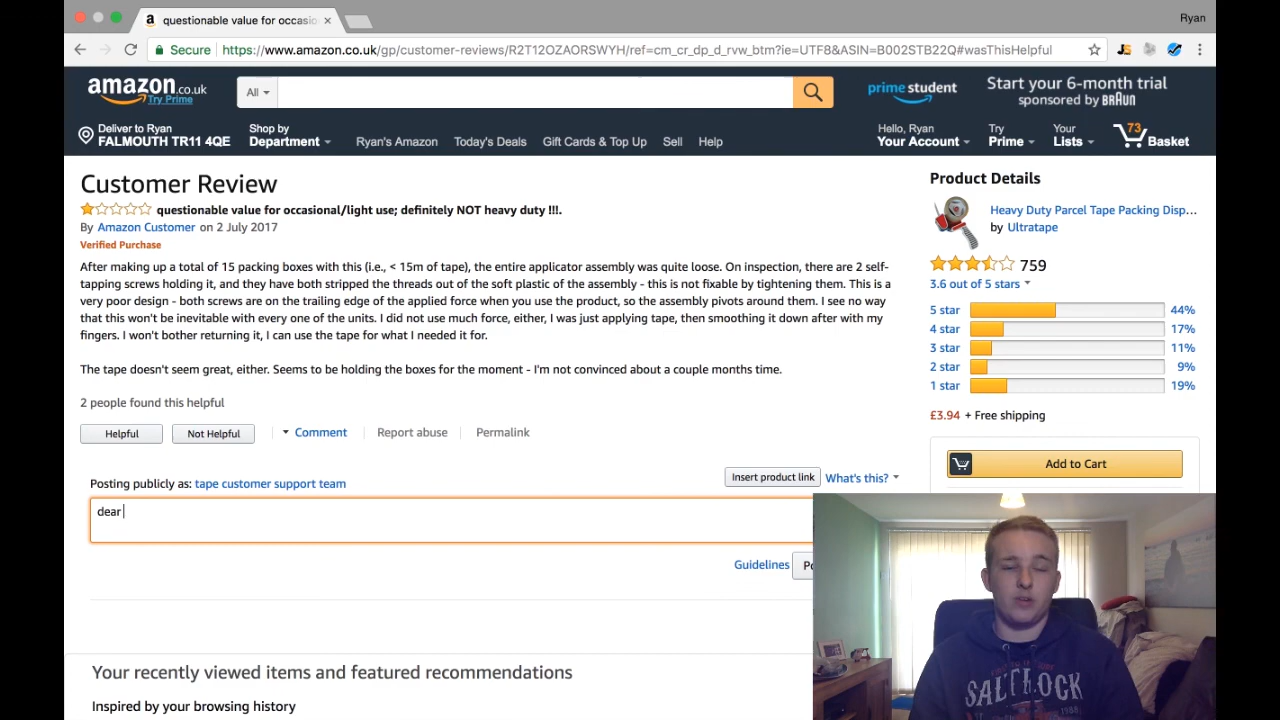 questionable value for occasio
Ryan
Secure
https://www.amazon.co.uk/gp/customer-reviews/R2T12OZAORSWYH/ref=cm_cr_dp_d_rvw_btm?ie=UTF8&ASIN=B002STB22Q#wasThisHelpful
amazon.co.uk
Try Prime
All
prime student
Start your 6-month trial
sponsored by BRAUN
Deliver to Ryan
FALMOUTH TR11 4QE
Shop by
Department
Ryan's Amazon
Today's Deals
Gift Cards & Top Up
Sell
Help
Hello, Ryan
Your Account
Try
Prime
Your
Lists
73
Basket
Customer Review
questionable value for occasional/light use; definitely NOT heavy duty !!!.
By Amazon Customer on 2 July 2017
Verified Purchase
After making up a total of 15 packing boxes with this (i.e., < 15m of tape), the entire applicator assembly was quite loose. On inspection, there are 2 self-
tapping screws holding it, and they have both stripped the threads out of the soft plastic of the assembly - this is not fixable by tightening them. This is a
very poor design - both screws are on the trailing edge of the applied force when you use the product, so the assembly pivots around them. I see no way
that this won't be inevitable with every one of the units. I did not use much force, either, I was just applying tape, then smoothing it down after with my
fingers. I won't bother returning it, I can use the tape for what I needed it for.
The tape doesn't seem great, either. Seems to be holding the boxes for the moment - I'm not convinced about a couple months time.
2 people found this helpful
Helpful
Not Helpful
Comment
Report abuse
Permalink
Posting publicly as: tape customer support team
Insert product link
What's this?
dear
Guidelines
Po
Your recently viewed items and featured recommendations
Inspired by your browsing history
Product Details
Heavy Duty Parcel Tape Packing Disp...
by Ultratape
759
3.6 out of 5 stars
5 star 44%
4 star 17%
3 star 11%
2 star 9%
1 star 19%
£3.94 + Free shipping
Add to Cart